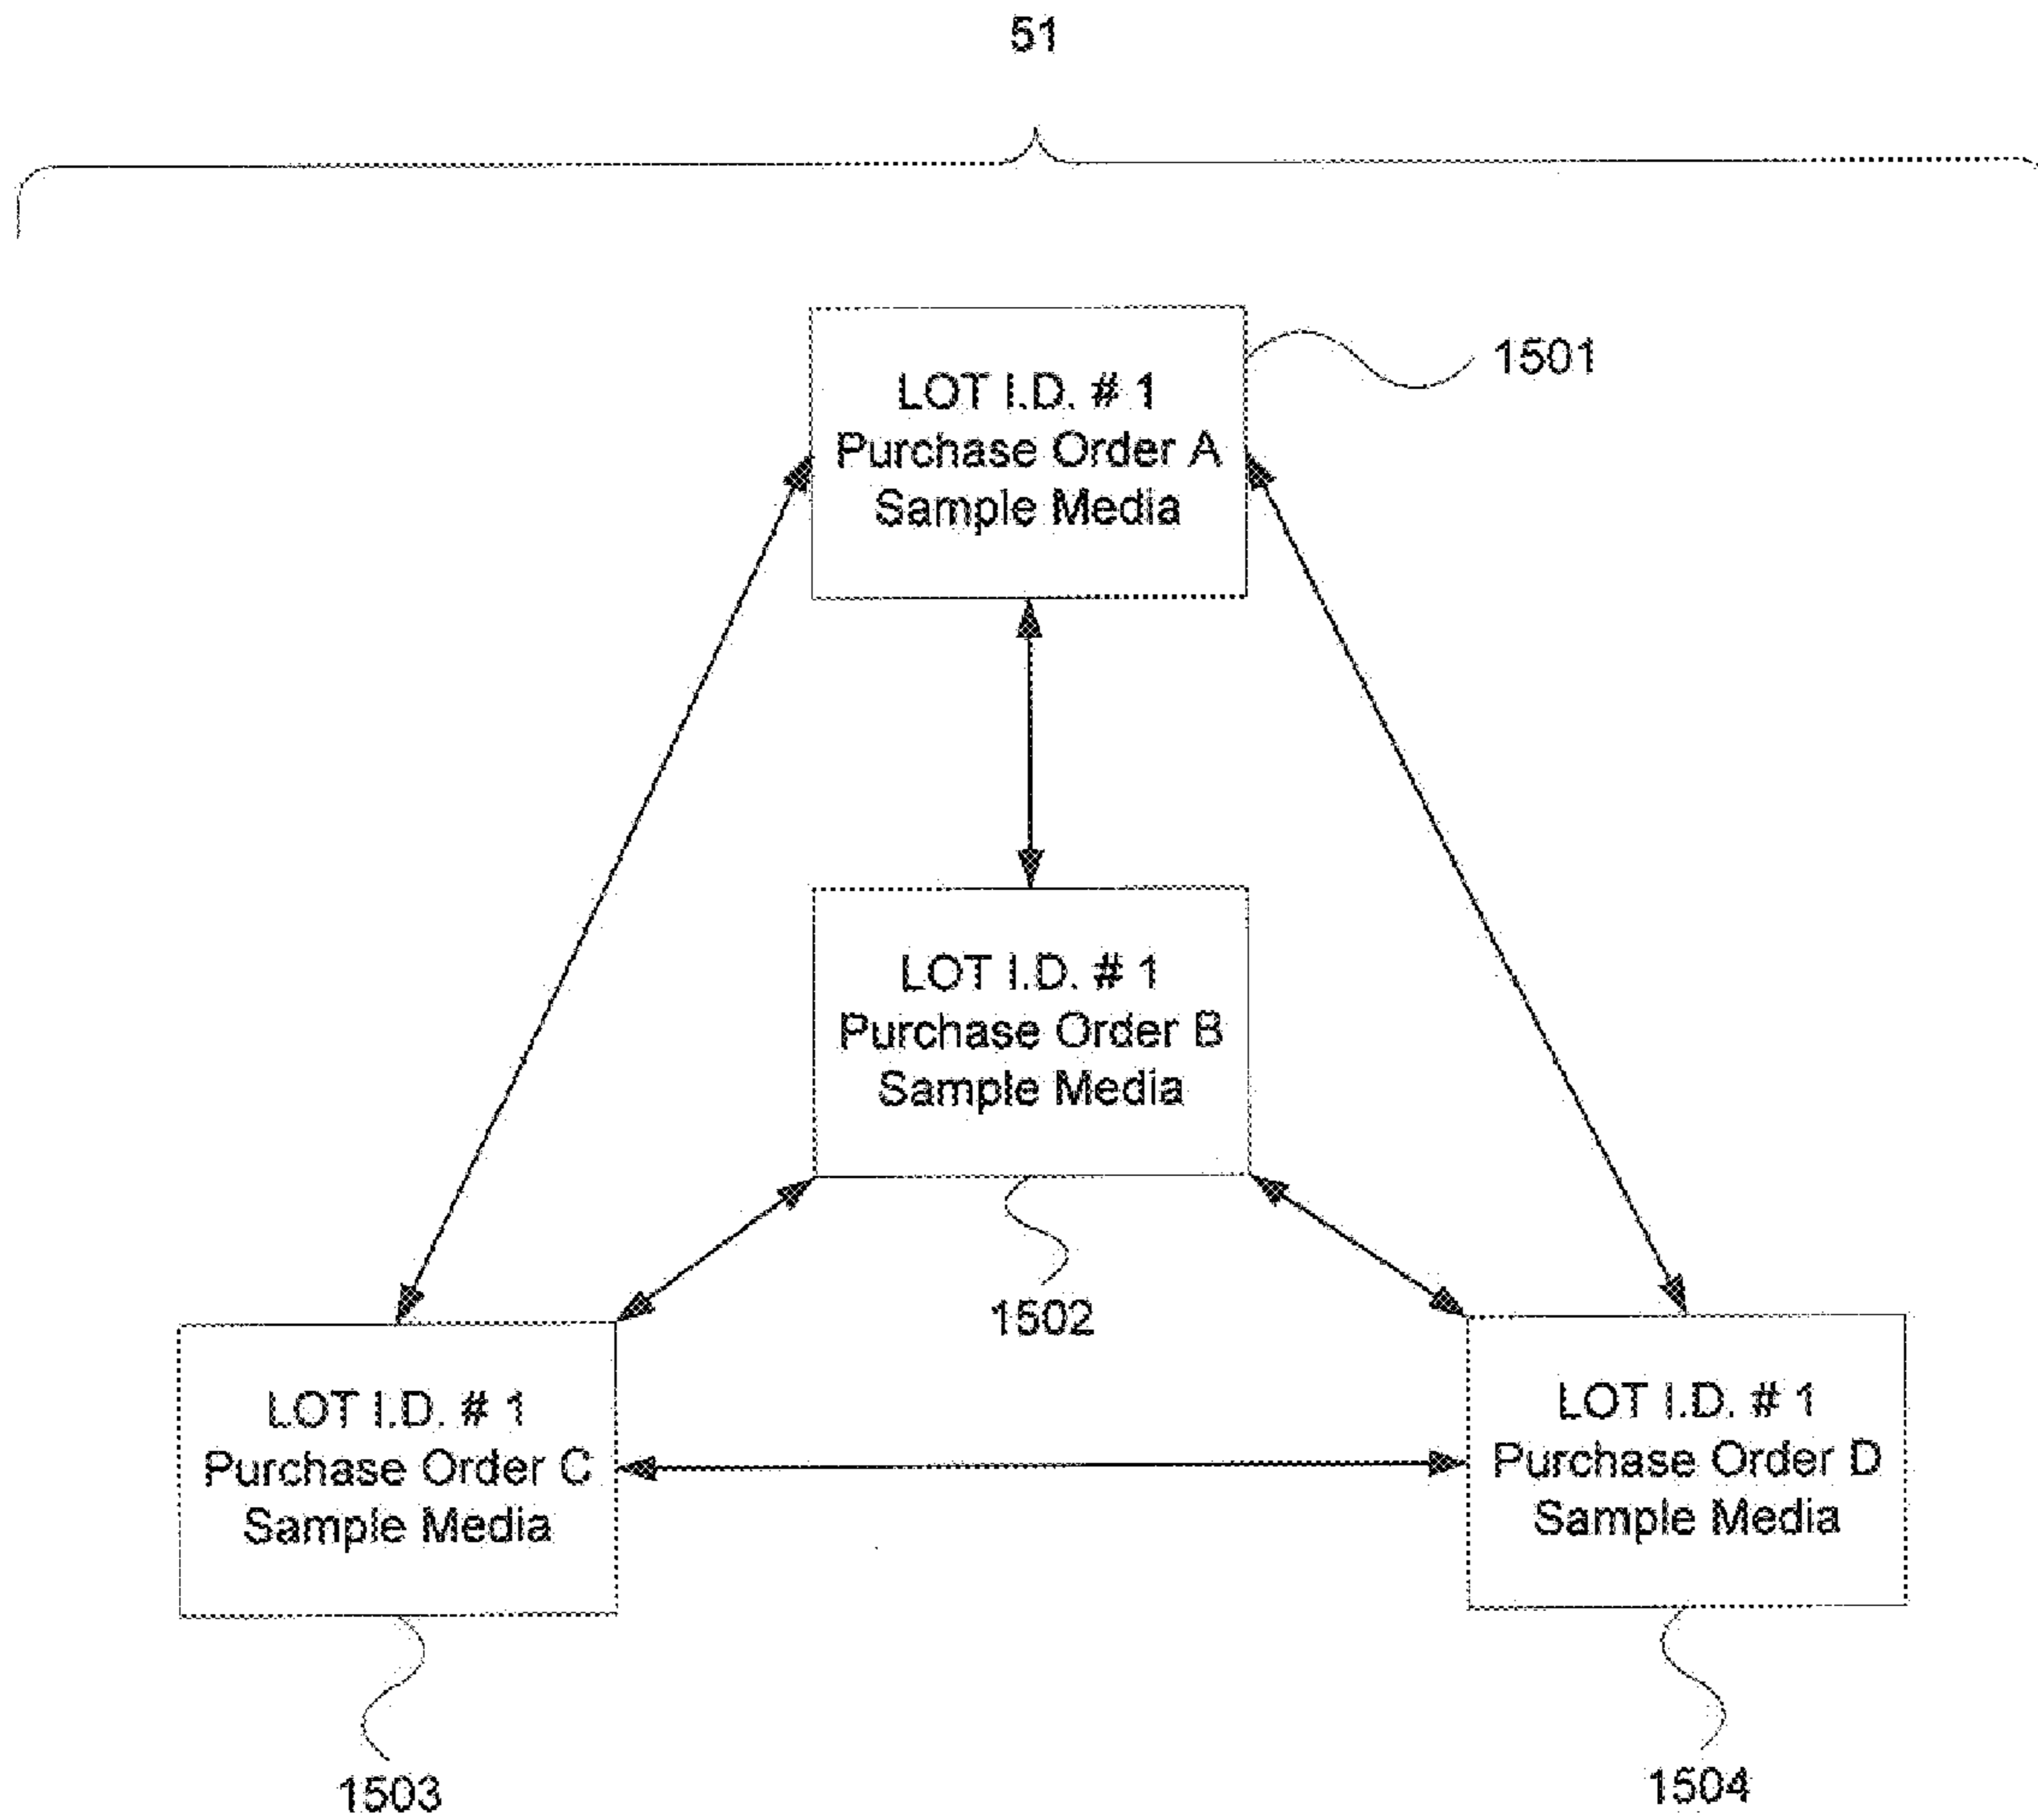 51
LOT I.D. # 1
Purchase Order A
Sample Media
1501
LOT I.D. # 1
Purchase Order B
Sample Media
1502
LOT I.D. # 1
Purchase Order C
Sample Media
1503
LOT I.D. # 1
Purchase Order D
Sample Media
1504